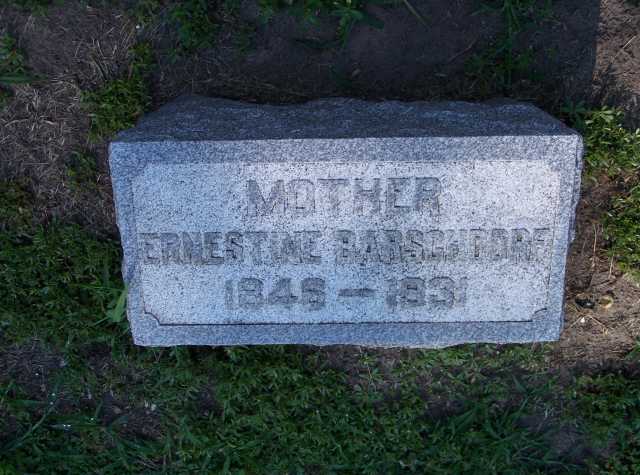 MOTHER
ERNESTINE BARSCHDORF
1846 — 1931